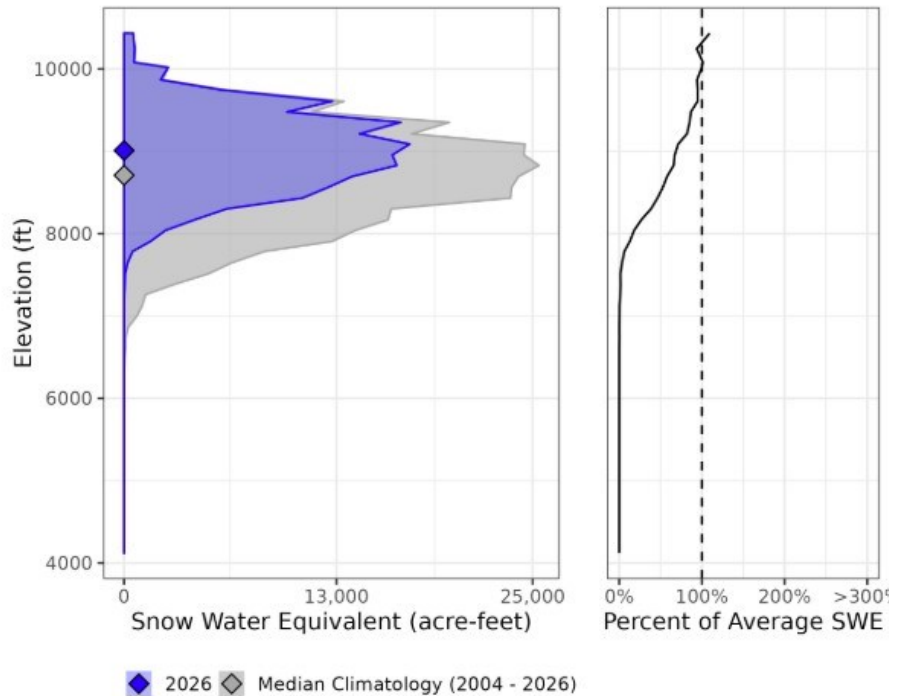 Elevation (ft)
10000
8000
6000
4000
0 13,000 25,000
Snow Water Equivalent (acre-feet)
0% 100% 200% >300%
Percent of Average SWE
2026 Median Climatology (2004 - 2026)